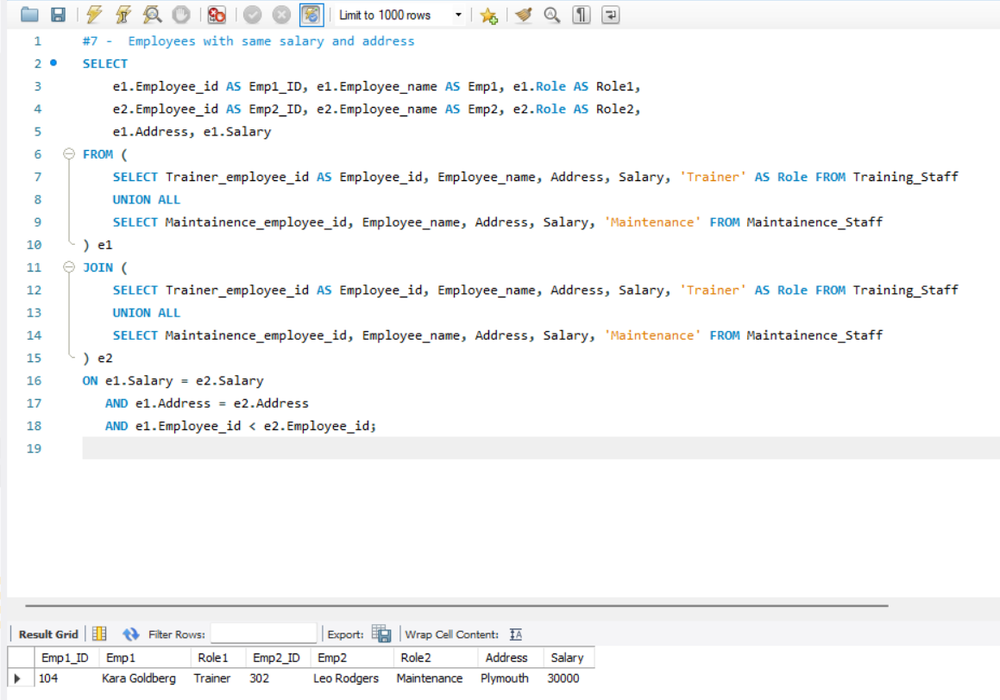 Limit to 1000 rows
1 #7 - Employees with same salary and address
2 SELECT
3 e1.Employee_id AS Emp1_ID, e1.Employee_name AS Emp1, e1.Role AS Role1,
4 e2.Employee_id AS Emp2_ID, e2.Employee_name AS Emp2, e2.Role AS Role2,
5 e1.Address, e1.Salary
6 FROM (
7 SELECT Trainer_employee_id AS Employee_id, Employee_name, Address, Salary, 'Trainer' AS Role FROM Training_Staff
8 UNION ALL
9 SELECT Maintainence_employee_id, Employee_name, Address, Salary, 'Maintenance' FROM Maintainence_Staff
10 ) e1
11 JOIN (
12 SELECT Trainer_employee_id AS Employee_id, Employee_name, Address, Salary, 'Trainer' AS Role FROM Training_Staff
13 UNION ALL
14 SELECT Maintainence_employee_id, Employee_name, Address, Salary, 'Maintenance' FROM Maintainence_Staff
15 ) e2
16 ON e1.Salary = e2.Salary
17 AND e1.Address = e2.Address
18 AND e1.Employee_id < e2.Employee_id;
19
Result Grid Filter Rows: Export: Wrap Cell Content:
Emp1_ID Emp1 Role1 Emp2_ID Emp2 Role2 Address Salary
104 Kara Goldberg Trainer 302 Leo Rodgers Maintenance Plymouth 30000